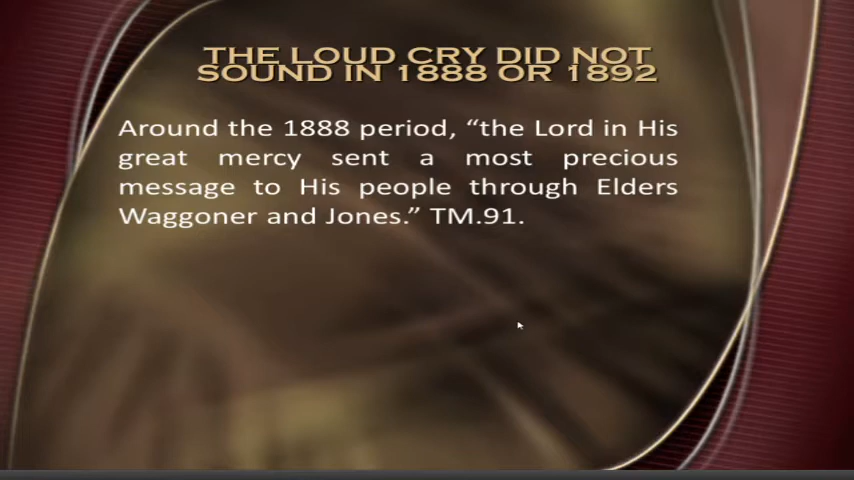 THE LOUD CRY DID NOT
SOUND IN 1888 OR 1892
Around the 1888 period, “the Lord in His
great mercy sent a most precious
message to His people through Elders
Waggoner and Jones.” TM.91.